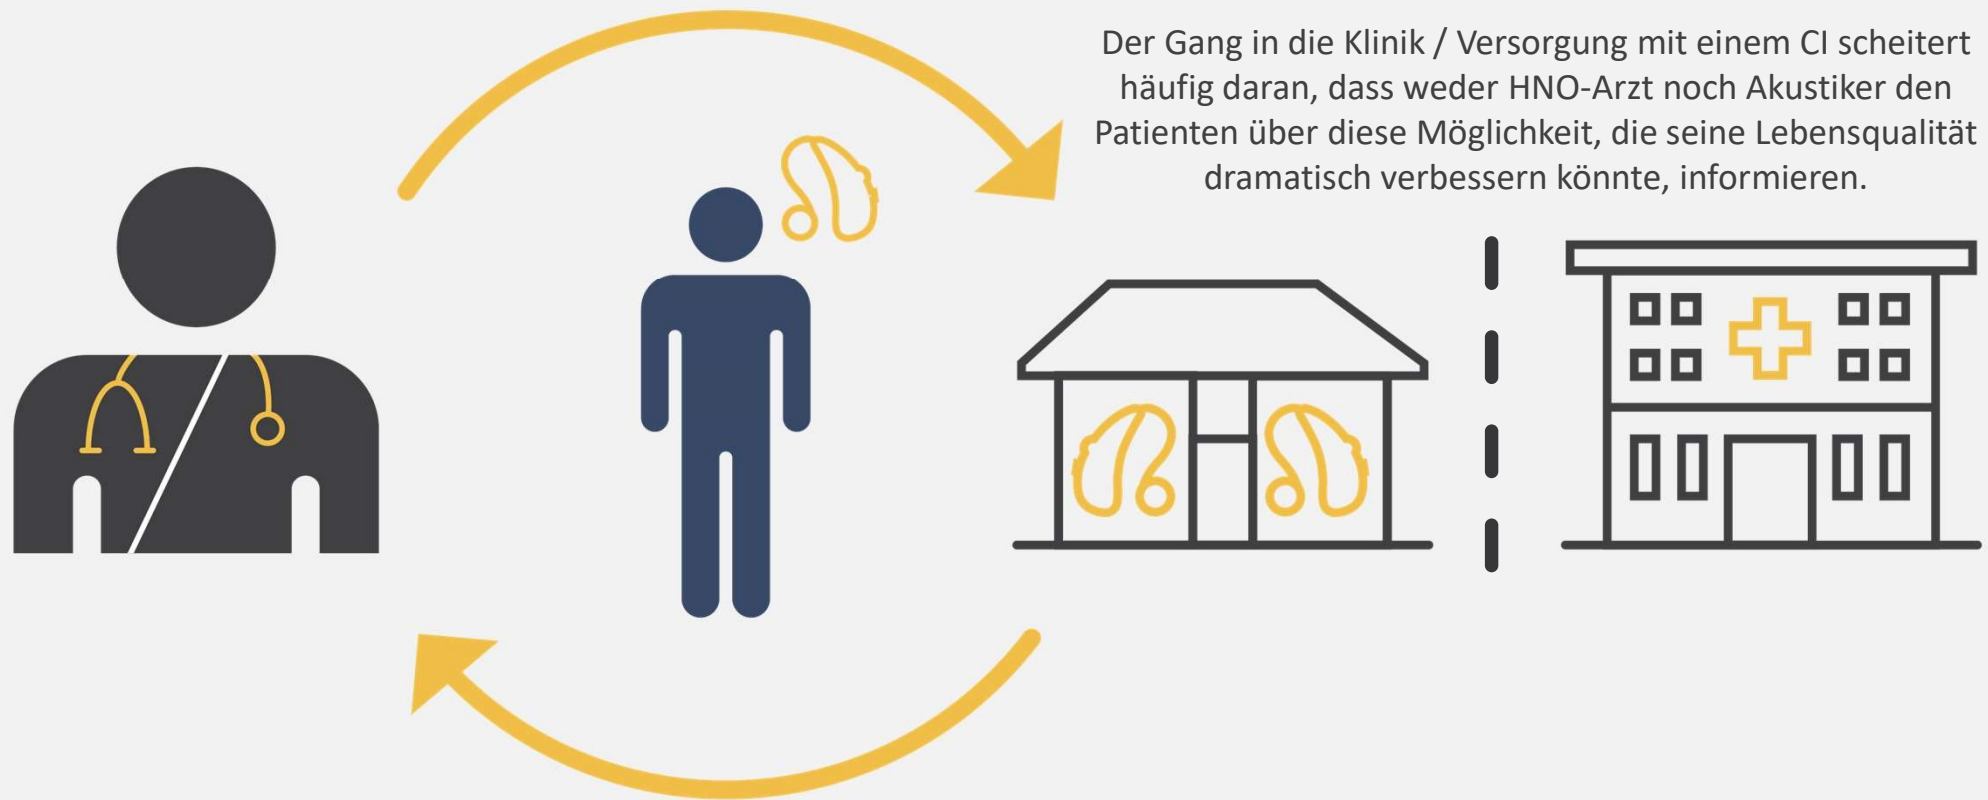 Der Gang in die Klinik / Versorgung mit einem CI scheitert
häufig daran, dass weder HNO-Arzt noch Akustiker den
Patienten über diese Möglichkeit, die seine Lebensqualität
dramatisch verbessern könnte, informieren.